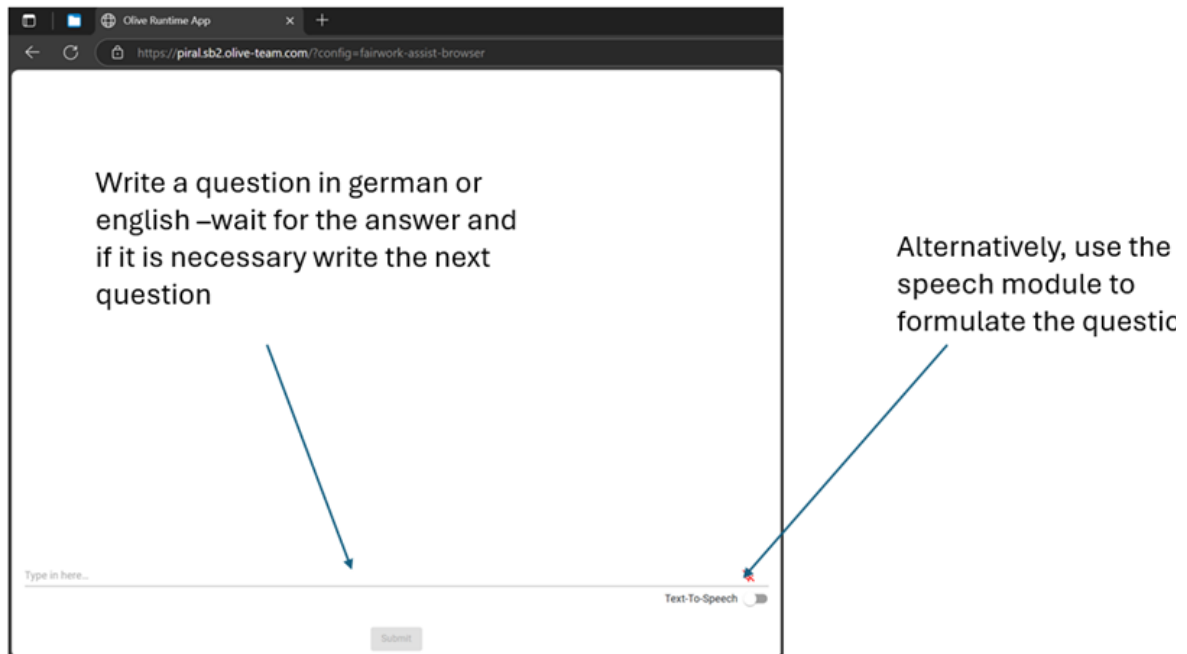 Olive Runtime App
https://piral.sb2.olive-team.com/?config=fairwork-assist-browser
Write a question in german or
english –wait for the answer and
if it is necessary write the next
question
Alternatively, use the
speech module to
formulate the questic
Type in here...
Text-To-Speech
Submit